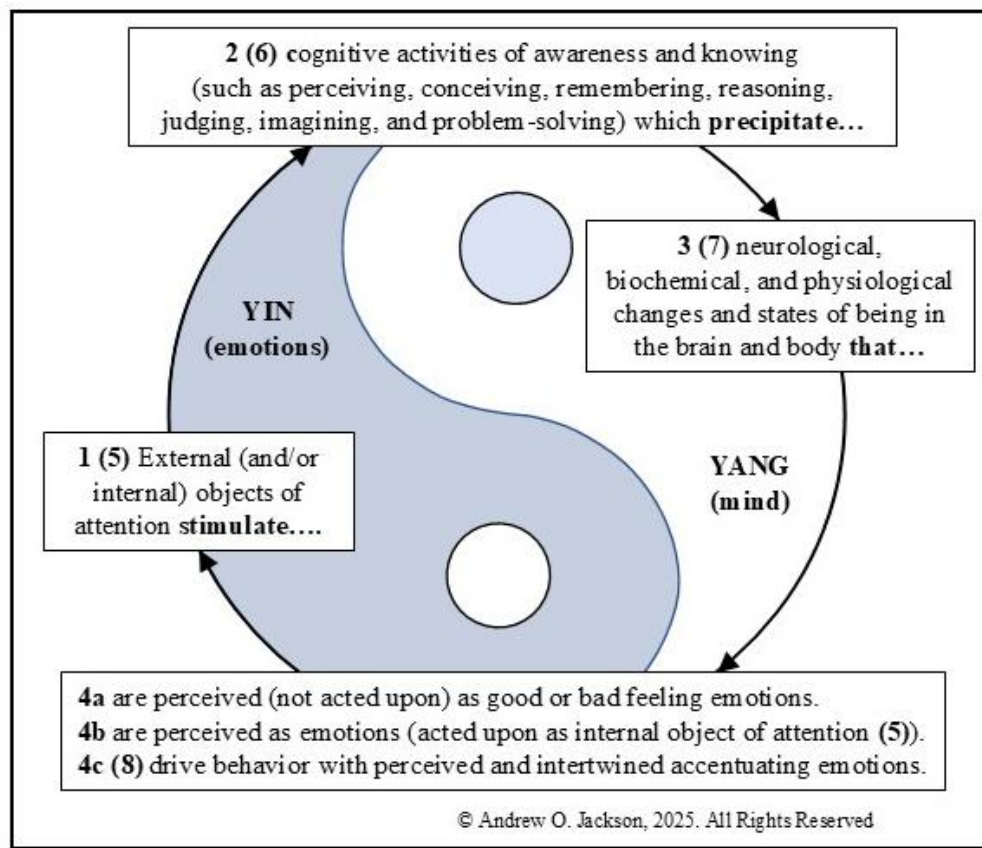 2 (6) cognitive activities of awareness and knowing
(such as perceiving, conceiving, remembering, reasoning,
judging, imagining, and problem-solving) which precipitate…
3 (7) neurological,
biochemical, and physiological
changes and states of being in
the brain and body that…
YIN
(emotions)
1 (5) External (and/or
internal) objects of
attention stimulate….
YANG
(mind)
4a are perceived (not acted upon) as good or bad feeling emotions.
4b are perceived as emotions (acted upon as internal object of attention (5)).
4c (8) drive behavior with perceived and intertwined accentuating emotions.
© Andrew O. Jackson, 2025. All Rights Reserved